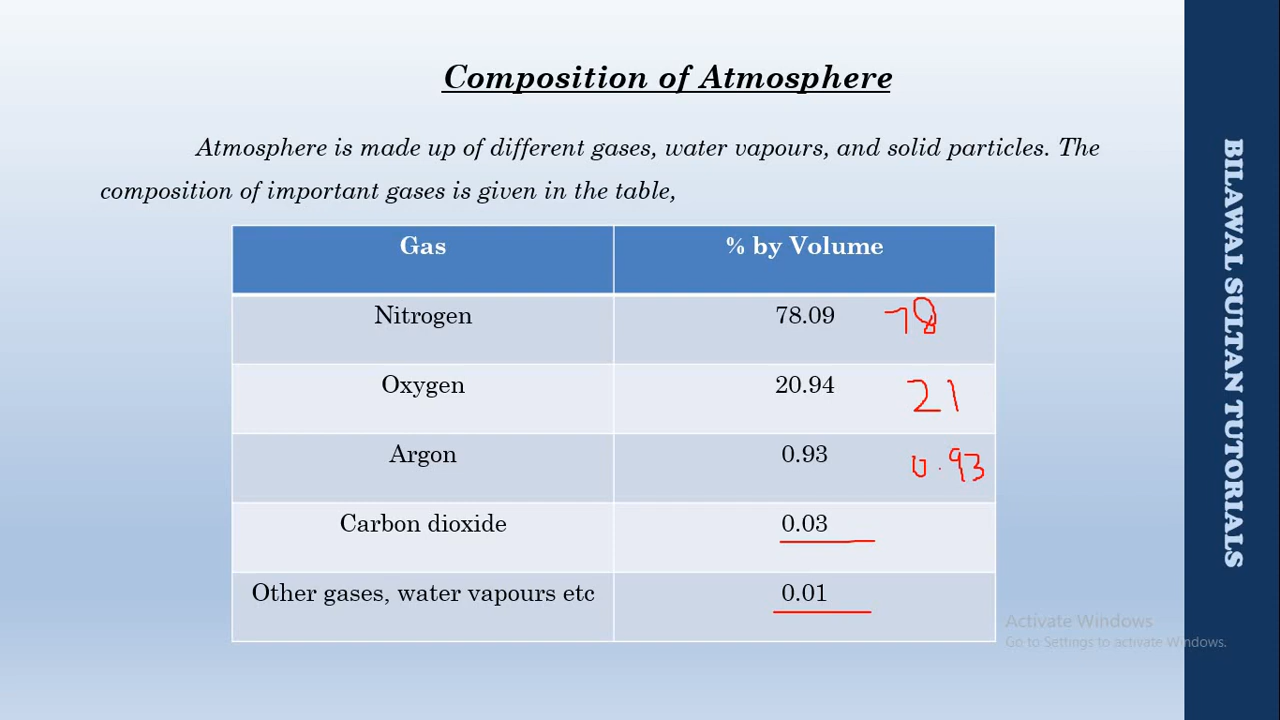 Composition of Atmosphere
Atmosphere is made up of different gases, water vapours, and solid particles. The
composition of important gases is given in the table,
Gas % by Volume
Nitrogen 78.09 78
Oxygen 20.94 21
Argon 0.93 0.93
Carbon dioxide 0.03
Other gases, water vapours etc 0.01
Activate Windows
Go to Settings to activate Windows.
BILAWAL SULTAN TUTORIALS